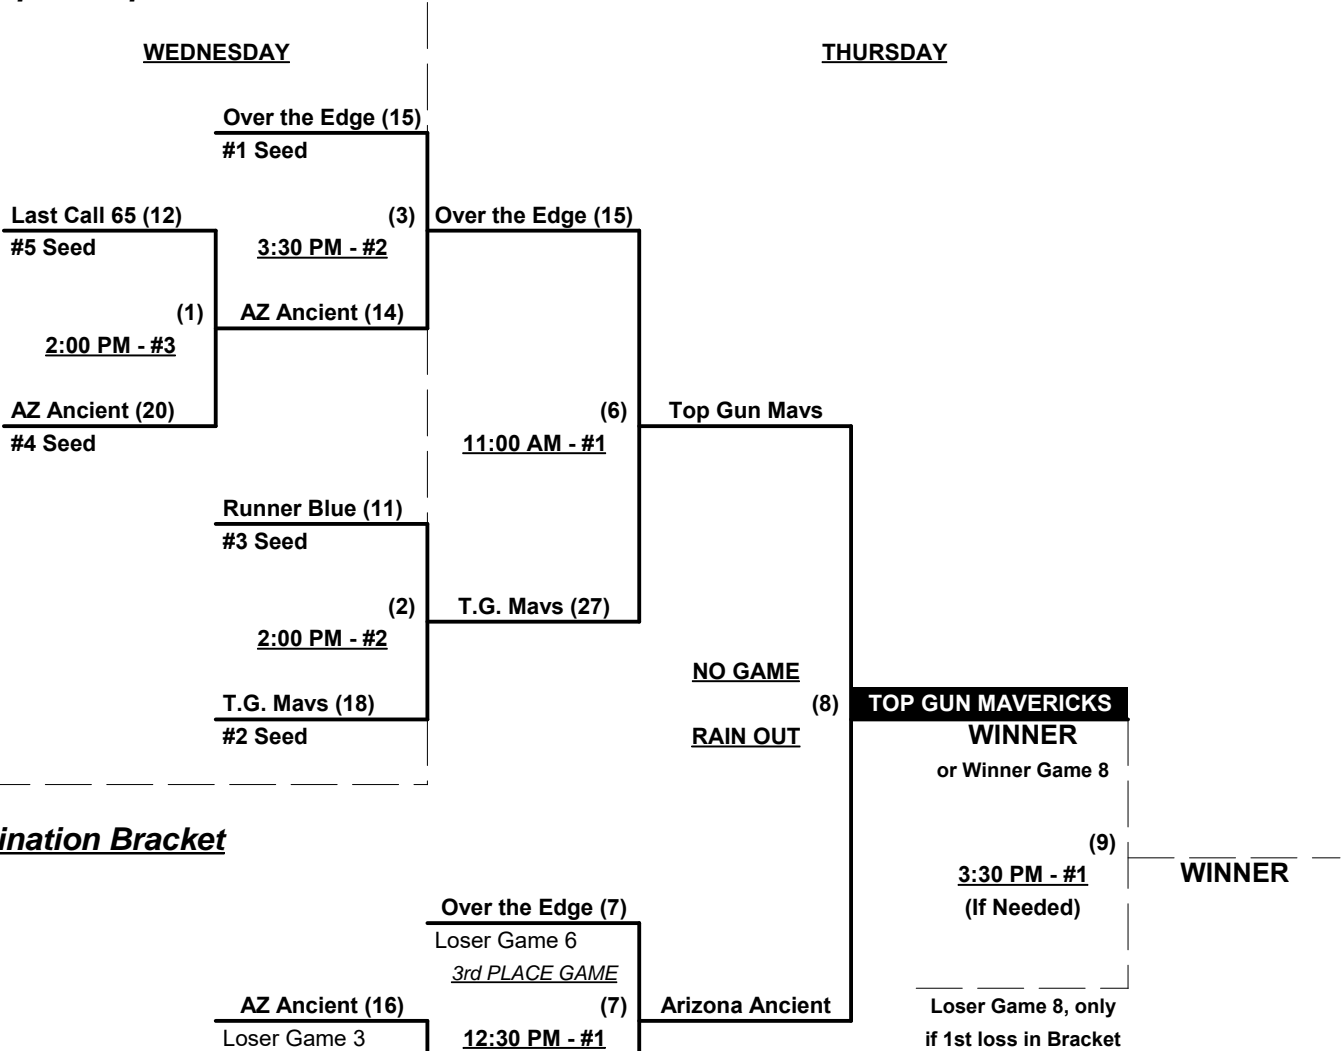 WEDNESDAY
THURSDAY
Over the Edge (15)
#1 Seed
Last Call 65 (12)
(3)
Over the Edge (15)
#5 Seed
3:30 PM - #2
(1)
AZ Ancient (14)
2:00 PM - #3
AZ Ancient (20)
(6)
Top Gun Mavs
#4 Seed
11:00 AM - #1
Runner Blue (11)
#3 Seed
(2)
T.G. Mavs (27)
2:00 PM - #2
NO GAME
T.G. Mavs (18)
(8)
TOP GUN MAVERICKS
#2 Seed
RAIN OUT
WINNER
or Winner Game 8
ination Bracket
(9)
3:30 PM - #1
WINNER
(If Needed)
Over the Edge (7)
Loser Game 6
3rd PLACE GAME
AZ Ancient (16)
(7)
Arizona Ancient
Loser Game 8, only
Loser Game 3
12:30 PM - #1
if 1st loss in Bracket